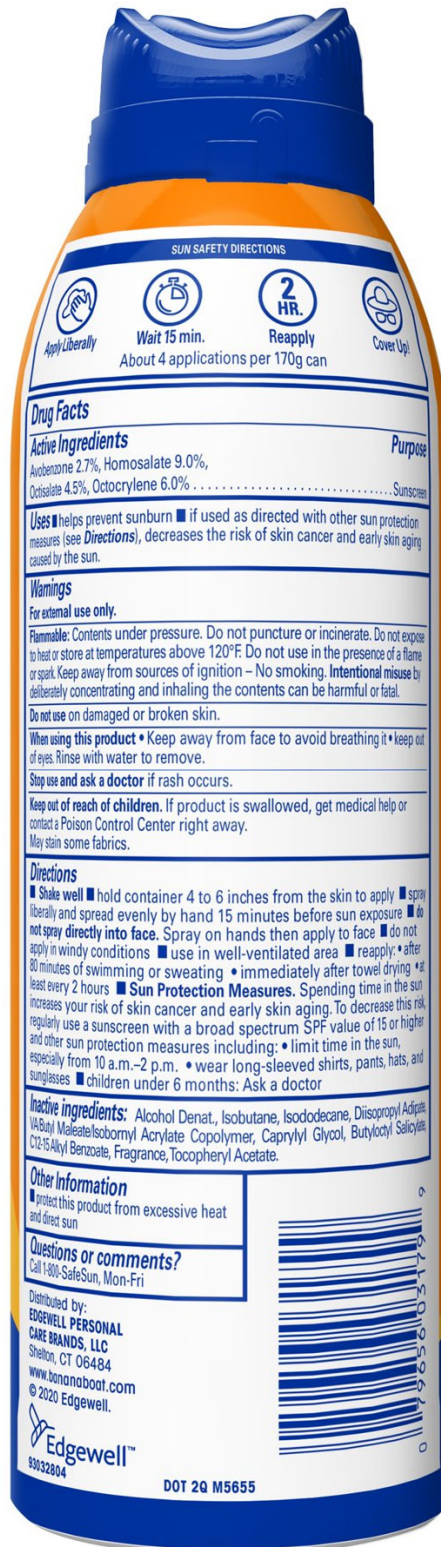 SUN SAFETY DIRECTIONS
Apply Liberally
Wait 15 min.
2 HR.
Reapply
Cover Up!
About 4 applications per 170g can
Drug Facts
Active Ingredients Purpose
Avobenzone 2.7%, Homosalate 9.0%,
Octisalate 4.5%, Octocrylene 6.0% . . . . . . . . . . . . . . . . . . . . . . . . . . . . . . . . . Sunscreen
Uses ■ helps prevent sunburn ■ if used as directed with other sun protection
measures (see Directions), decreases the risk of skin cancer and early skin aging
caused by the sun.
Warnings
For external use only.
Flammable: Contents under pressure. Do not puncture or incinerate. Do not expose
to heat or store at temperatures above 120°F. Do not use in the presence of a flame
or spark. Keep away from sources of ignition – No smoking. Intentional misuse by
deliberately concentrating and inhaling the contents can be harmful or fatal.
Do not use on damaged or broken skin.
When using this product • Keep away from face to avoid breathing it • keep out
of eyes. Rinse with water to remove.
Stop use and ask a doctor if rash occurs.
Keep out of reach of children. If product is swallowed, get medical help or
contact a Poison Control Center right away.
May stain some fabrics.
Directions
■ Shake well ■ hold container 4 to 6 inches from the skin to apply ■ spray
liberally and spread evenly by hand 15 minutes before sun exposure ■ do
not spray directly into face. Spray on hands then apply to face ■ do not
apply in windy conditions ■ use in well-ventilated area ■ reapply: • after
80 minutes of swimming or sweating • immediately after towel drying • at
least every 2 hours ■ Sun Protection Measures. Spending time in the sun
increases your risk of skin cancer and early skin aging. To decrease this risk,
regularly use a sunscreen with a broad spectrum SPF value of 15 or higher
and other sun protection measures including: • limit time in the sun,
especially from 10 a.m.–2 p.m. • wear long-sleeved shirts, pants, hats, and
sunglasses ■ children under 6 months: Ask a doctor
Inactive ingredients: Alcohol Denat., Isobutane, Isododecane, Diisopropyl Adipate,
VA/Butyl Maleate/Isobornyl Acrylate Copolymer, Caprylyl Glycol, Butyloctyl Salicylate,
C12-15 Alkyl Benzoate, Fragrance, Tocopheryl Acetate.
Other Information
■ protect this product from excessive heat
and direct sun
Questions or comments?
Call 1-800-SafeSun, Mon-Fri
Distributed by:
EDGEWELL PERSONAL
CARE BRANDS, LLC
Shelton, CT 06484
www.bananaboat.com
© 2020 Edgewell.
Edgewell™
93032804
DOT 2Q M5655
0 79656 03179 9